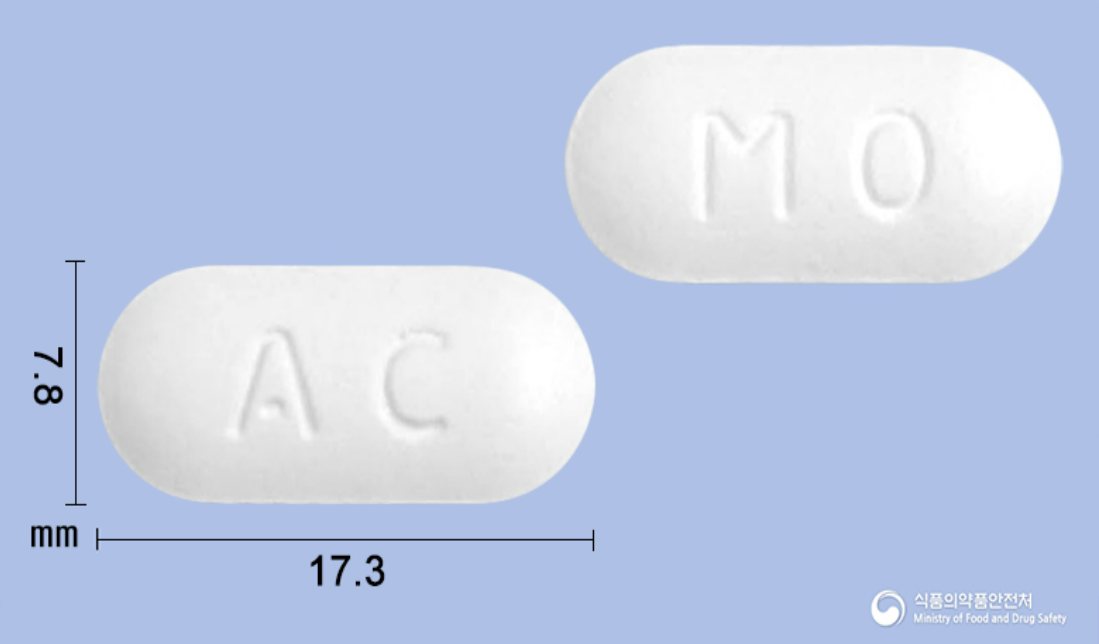 M O
A C
7.8
mm
17.3
식품의약품안전처
Ministry of Food and Drug Safety